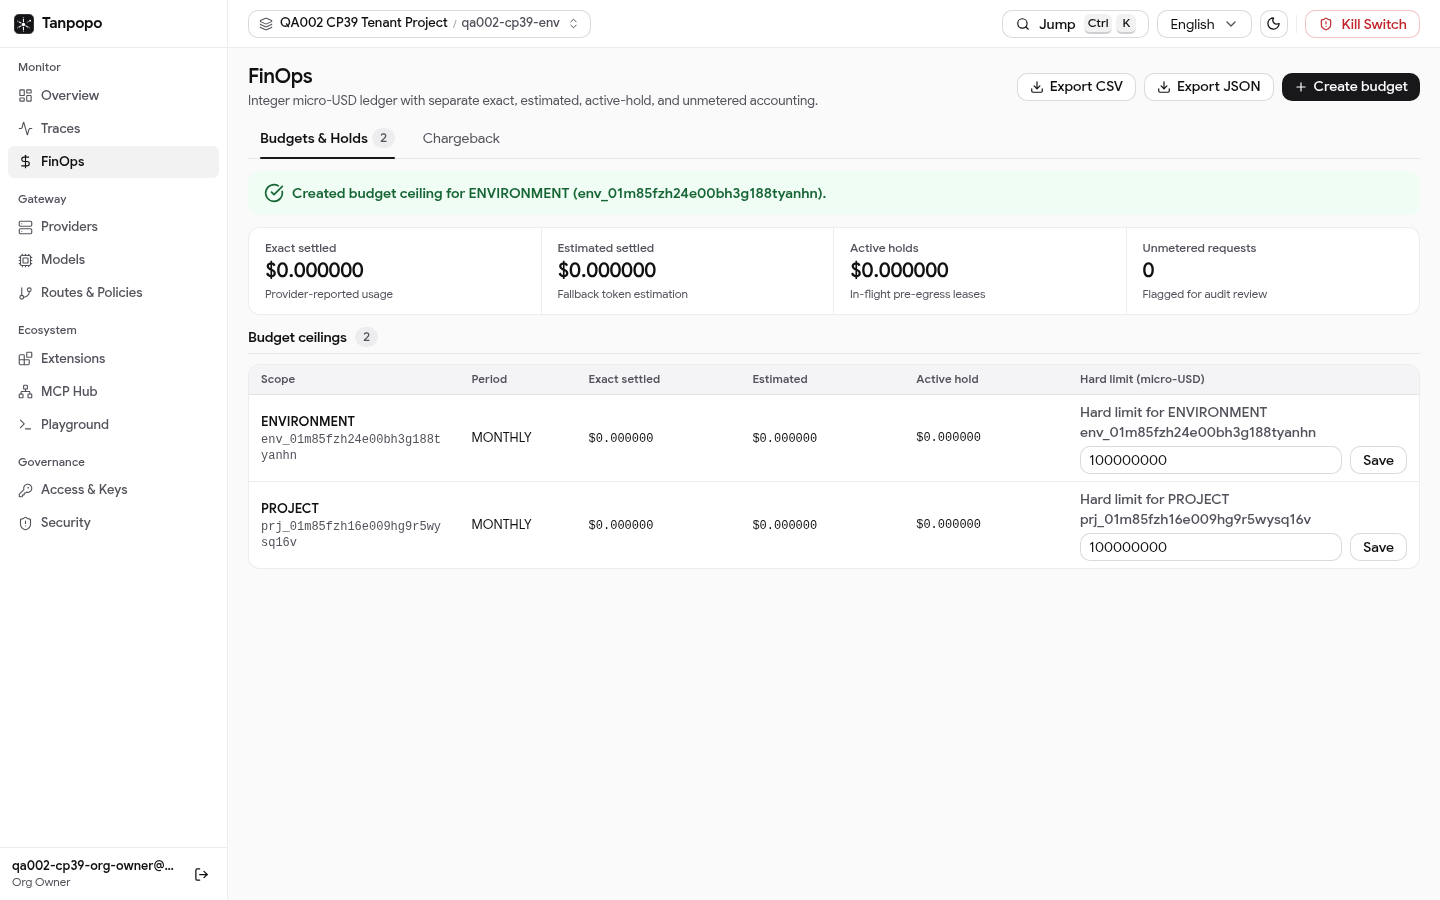 Tanpopo
QA002 CP39 Tenant Project / qa002-cp39-env
Jump Ctrl K
English
Kill Switch
Monitor
Overview
Traces
FinOps
Gateway
Providers
Models
Routes & Policies
Ecosystem
Extensions
MCP Hub
Playground
Governance
Access & Keys
Security
qa002-cp39-org-owner@...
Org Owner
FinOps
Integer micro-USD ledger with separate exact, estimated, active-hold, and unmetered accounting.
Export CSV
Export JSON
Create budget
Budgets & Holds 2
Chargeback
Created budget ceiling for ENVIRONMENT (env_01m85fzh24e00bh3g188tyanhn).
Exact settled
$0.000000
Provider-reported usage
Estimated settled
$0.000000
Fallback token estimation
Active holds
$0.000000
In-flight pre-egress leases
Unmetered requests
0
Flagged for audit review
Budget ceilings 2
Scope Period Exact settled Estimated Active hold Hard limit (micro-USD)
ENVIRONMENT
env_01m85fzh24e00bh3g188t
yanhn
MONTHLY $0.000000 $0.000000 $0.000000
Hard limit for ENVIRONMENT
env_01m85fzh24e00bh3g188tyanhn
100000000 Save
PROJECT
prj_01m85fzh16e009hg9r5wy
sq16v
MONTHLY $0.000000 $0.000000 $0.000000
Hard limit for PROJECT
prj_01m85fzh16e009hg9r5wysq16v
100000000 Save